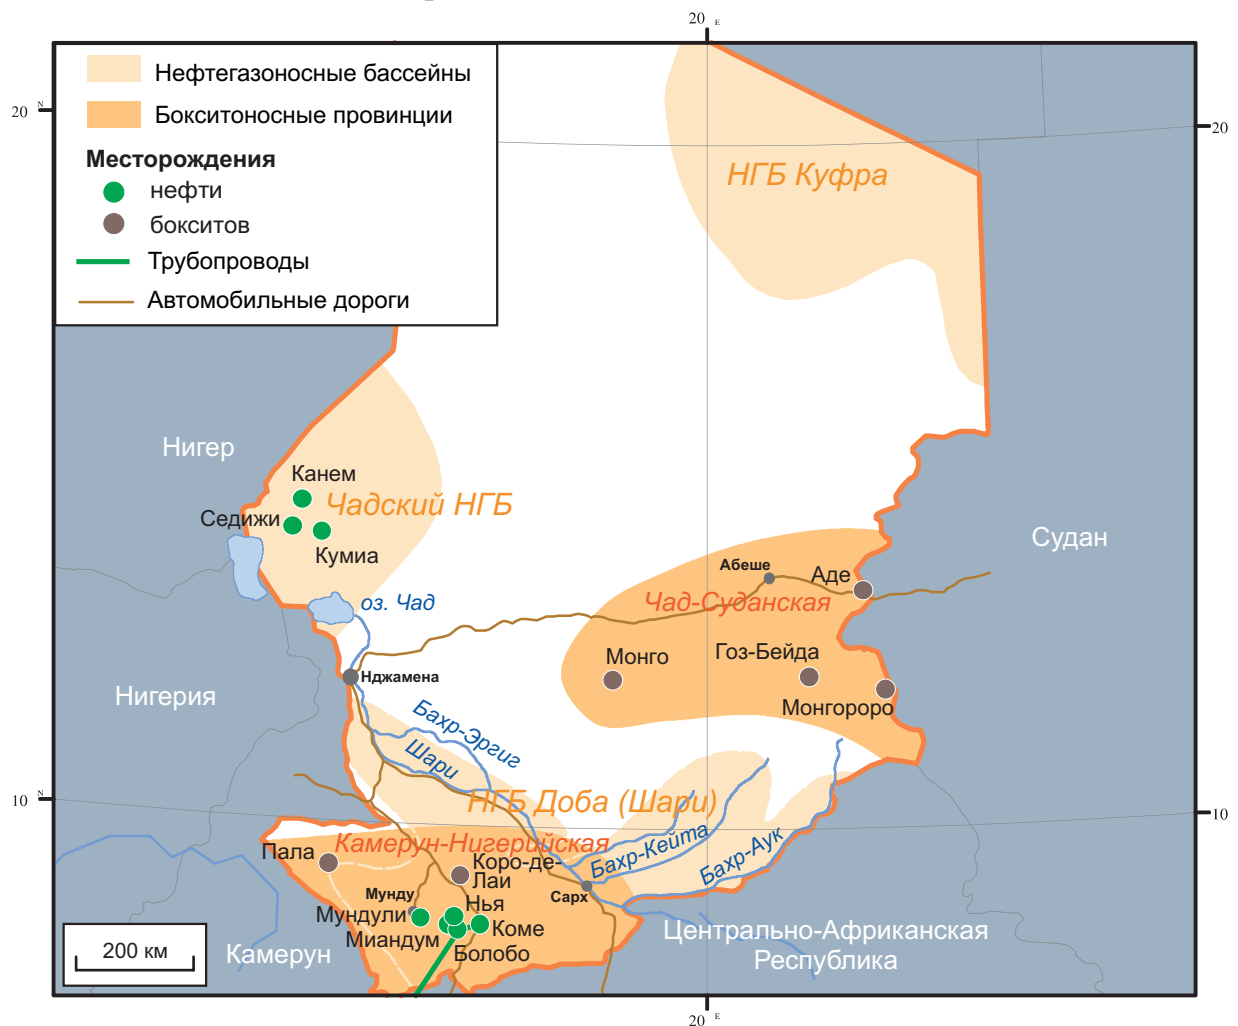 20 E
20 N
20
Нефтегазоносные бассейны
Бокситоносные провинции
Месторождения
нефти
бокситов
Трубопроводы
Автомобильные дороги
НГБ Куфра
Нигер
Канем
Чадский НГБ
Седижи
Кумиа
Судан
Абеше
Аде
оз. Чад
Чад-Суданская
Монго
Гоз-Бейда
Нджамена
Нигерия
Монгороро
Бахр-Эргиг
Шари
10 N
НГБ Доба (Шари)
10
Камерун-Нигерийская
Бахр-Кейта
Бахр-Аук
Пала
Коро-де-
Лаи
Мунду
Сарх
Нья
Мундули
Миандум
Коме
Болобо
Камерун
Центрально-Африканская
Республика
200 км
20 E